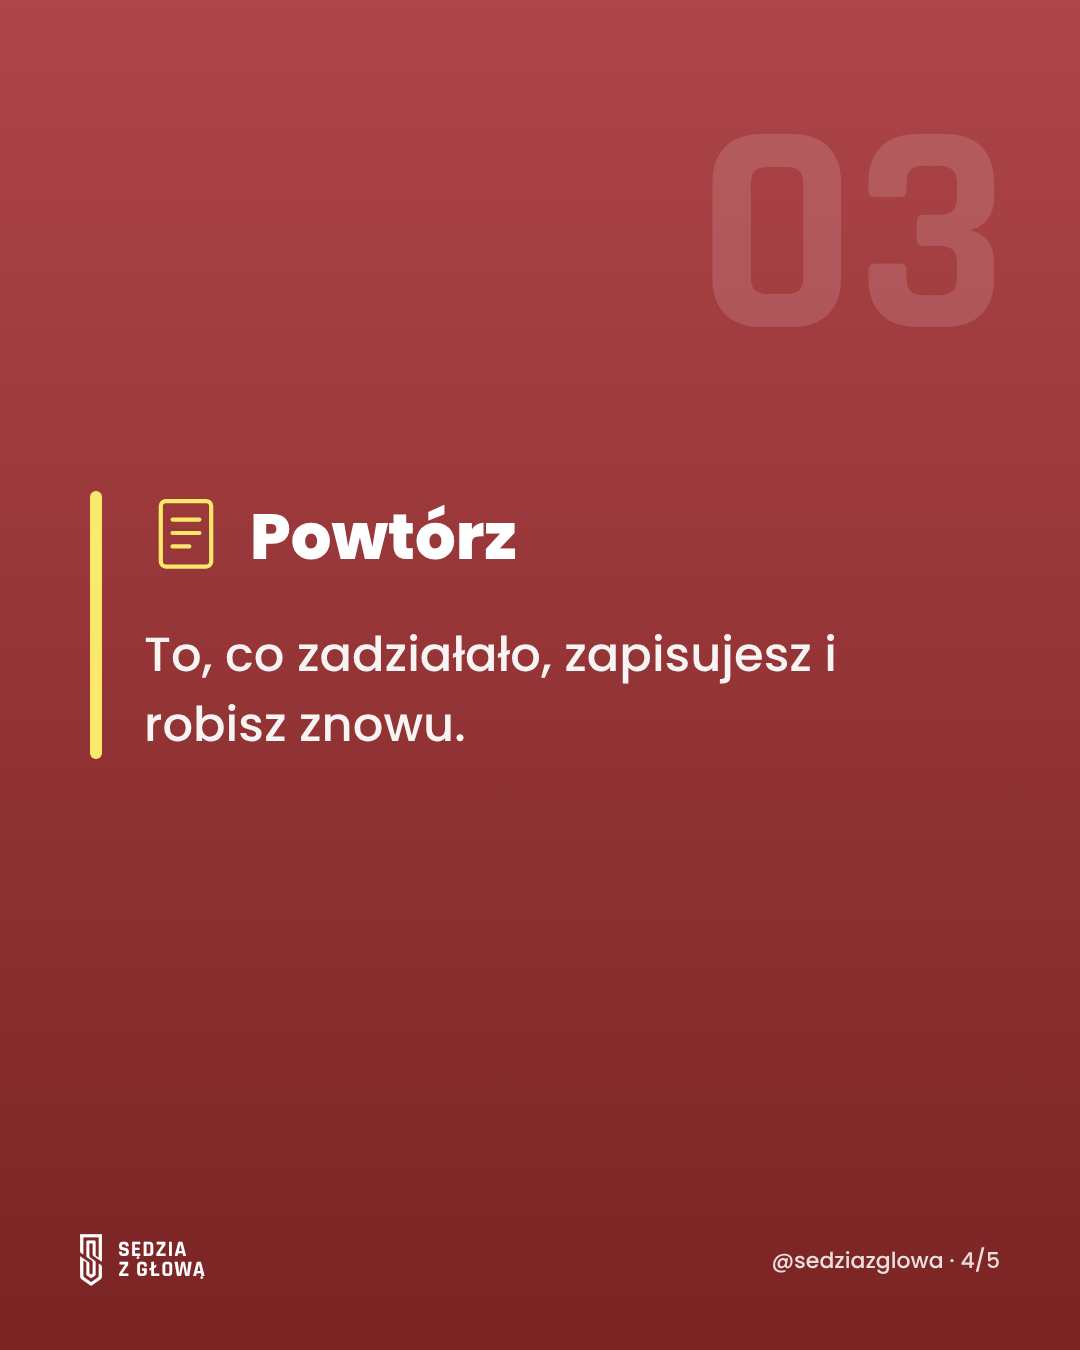 03
Powtórz
To, co zadziałało, zapisujesz i
robisz znowu.
SĘDZIA
Z GŁOWĄ
@sedziazglowa · 4/5